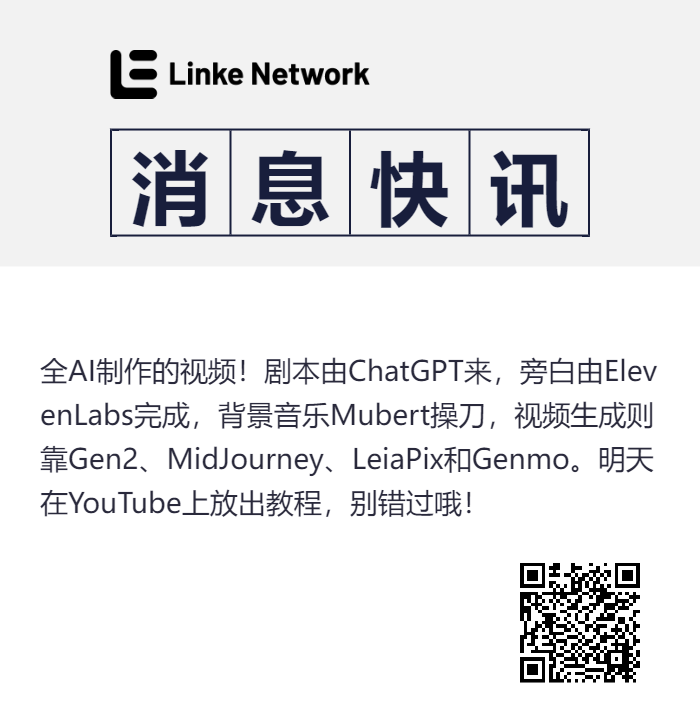 Linke Network
消息快讯
全AI制作的视频！剧本由ChatGPT来，旁白由Elev
enLabs完成，背景音乐Mubert操刀，视频生成则
靠Gen2、MidJourney、LeiaPix和Genmo。明天
在YouTube上放出教程，别错过哦！